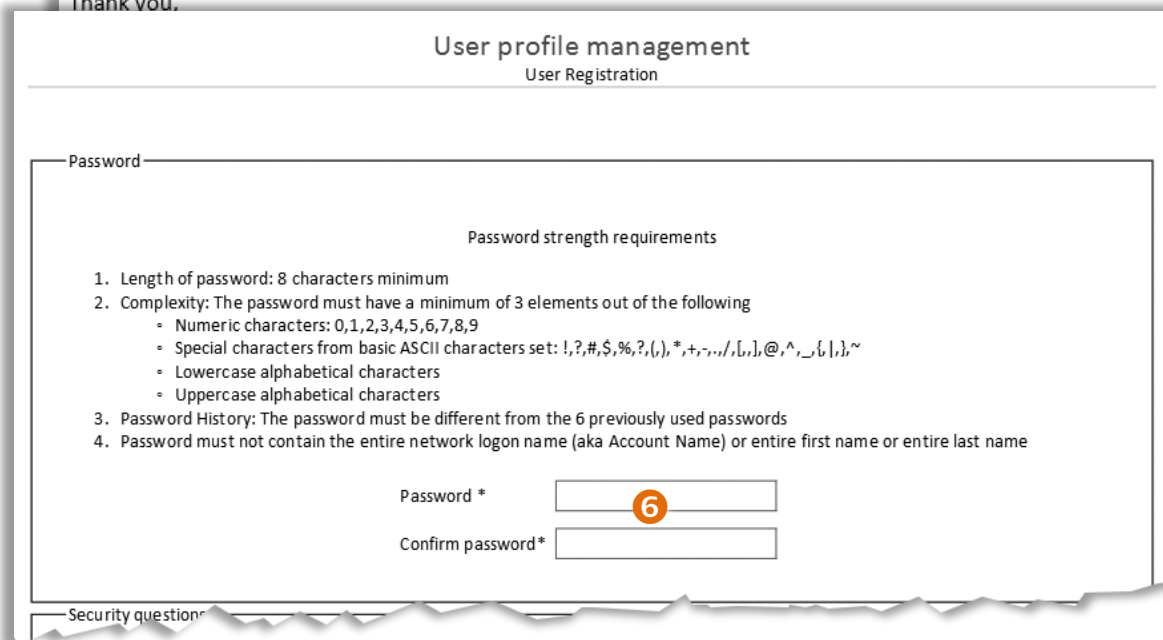 Thank you,
User profile management
User Registration
Password
Password strength requirements
1. Length of password: 8 characters minimum
2. Complexity: The password must have a minimum of 3 elements out of the following
◦ Numeric characters: 0,1,2,3,4,5,6,7,8,9
◦ Special characters from basic ASCII characters set: !,?,#,$,%,?,(,),*,+,-,.,/,[,,],@,^,_,{,|,},~
◦ Lowercase alphabetical characters
◦ Uppercase alphabetical characters
3. Password History: The password must be different from the 6 previously used passwords
4. Password must not contain the entire network logon name (aka Account Name) or entire first name or entire last name
Password *
6
Confirm password*
Security questions